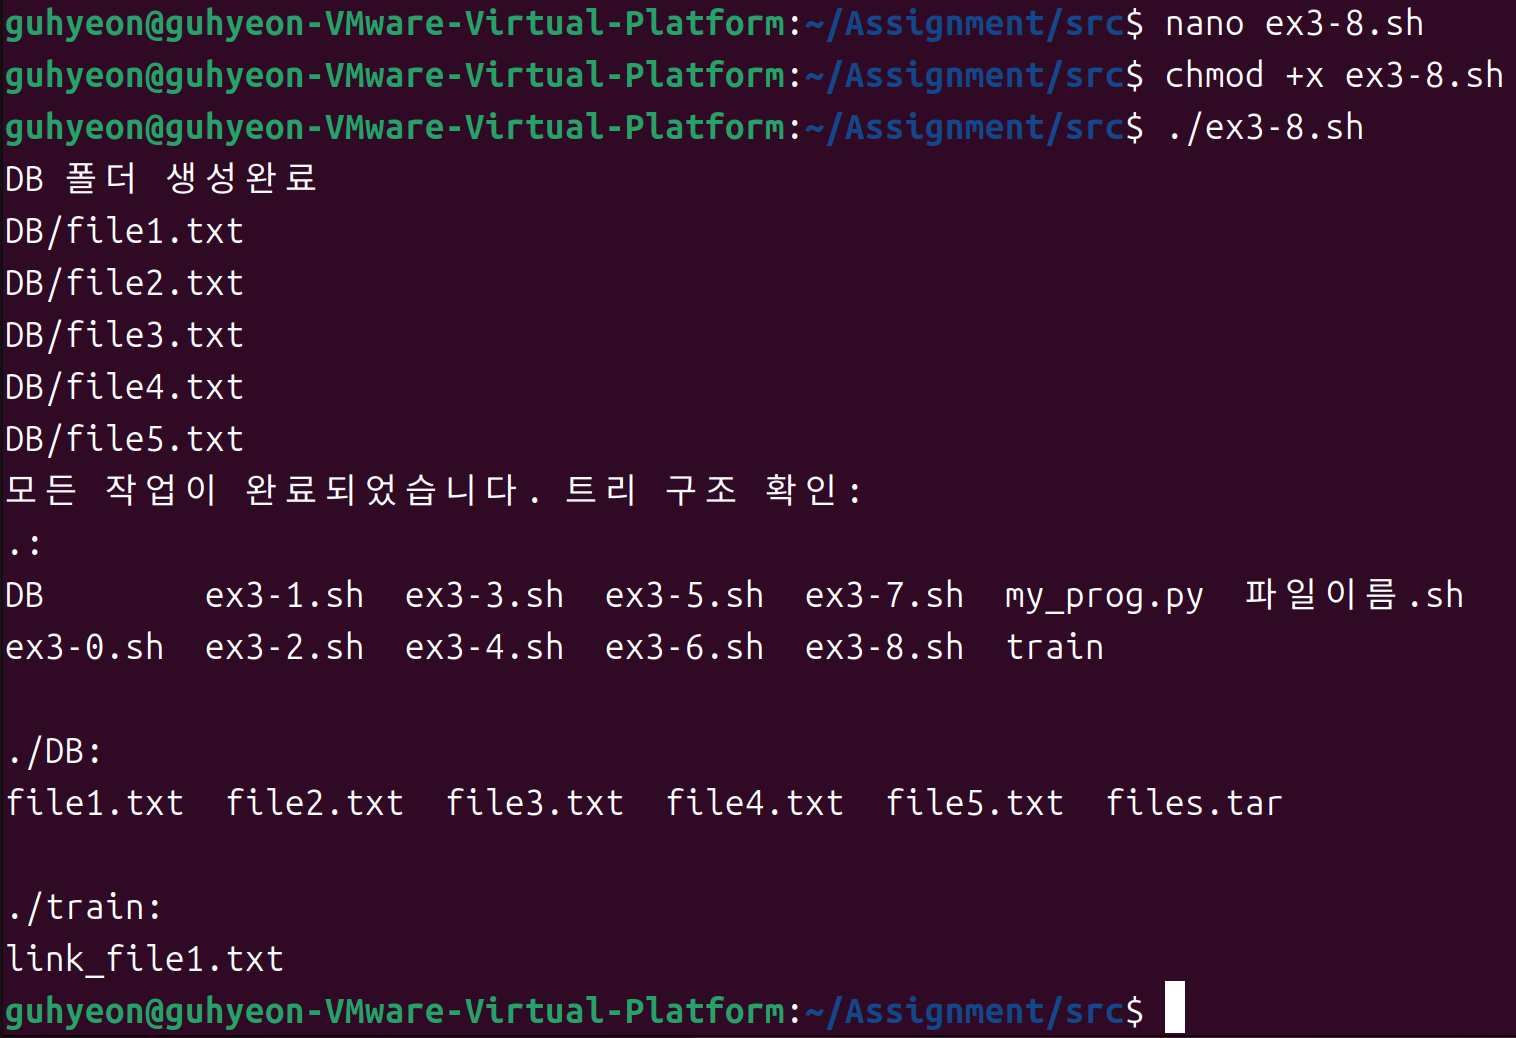 guhyeon@guhyeon-VMware-Virtual-Platform:~/Assignment/src$ nano ex3-8.sh
guhyeon@guhyeon-VMware-Virtual-Platform:~/Assignment/src$ chmod +x ex3-8.sh
guhyeon@guhyeon-VMware-Virtual-Platform:~/Assignment/src$ ./ex3-8.sh
DB 폴더 생성완료
DB/file1.txt
DB/file2.txt
DB/file3.txt
DB/file4.txt
DB/file5.txt
모든 작업이 완료되었습니다. 트리 구조 확인:
.:
DB        ex3-1.sh  ex3-3.sh  ex3-5.sh  ex3-7.sh  my_prog.py  파일이름.sh
ex3-0.sh  ex3-2.sh  ex3-4.sh  ex3-6.sh  ex3-8.sh  train
./DB:
file1.txt  file2.txt  file3.txt  file4.txt  file5.txt  files.tar
./train:
link_file1.txt
guhyeon@guhyeon-VMware-Virtual-Platform:~/Assignment/src$